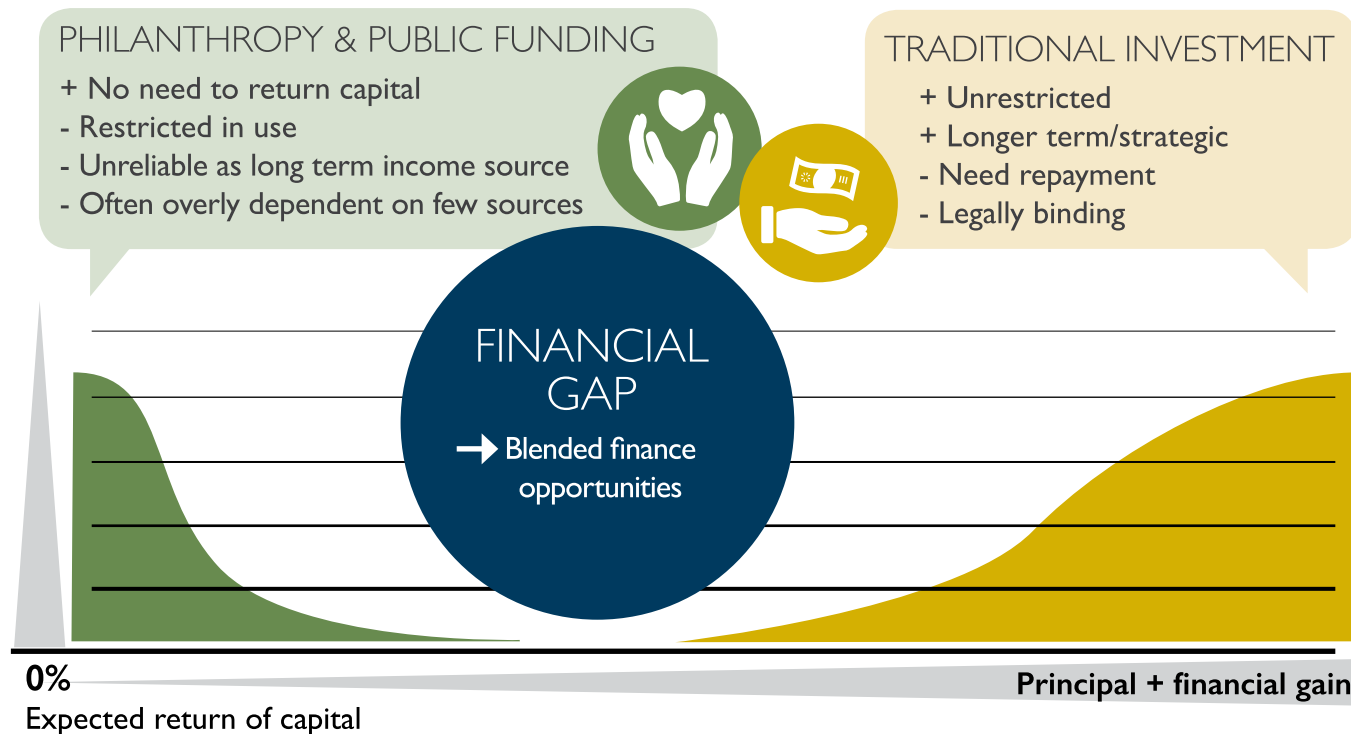 PHILANTHROPY & PUBLIC FUNDING
+ No need to return capital
- Restricted in use
- Unreliable as long term income source
- Often overly dependent on few sources
TRADITIONAL INVESTMENT
+ Unrestricted
+ Longer term/strategic
- Need repayment
- Legally binding
FINANCIAL
GAP
→ Blended finance
opportunities
0%
Principal + financial gain
Expected return of capital